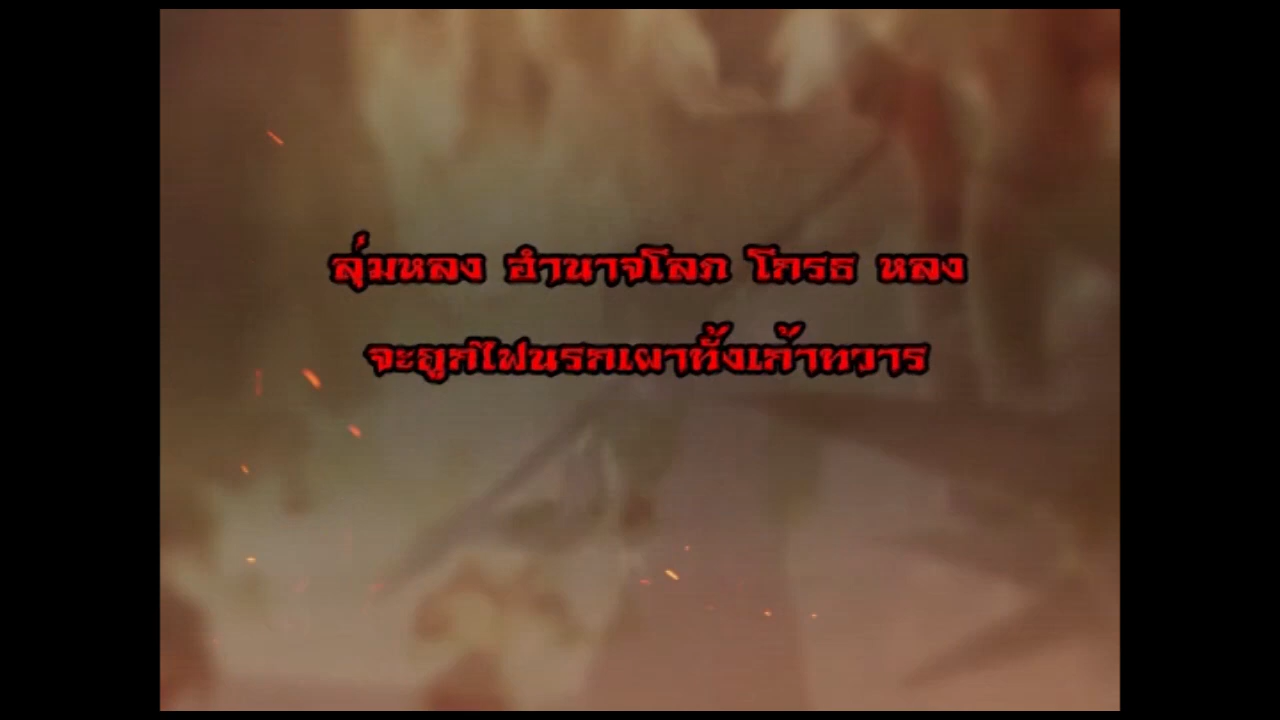 ลุ่มหลง อำนาจโลภ โกรธ หลง
จะถูกไฟนรกเผาทั้งเก้าทวาร